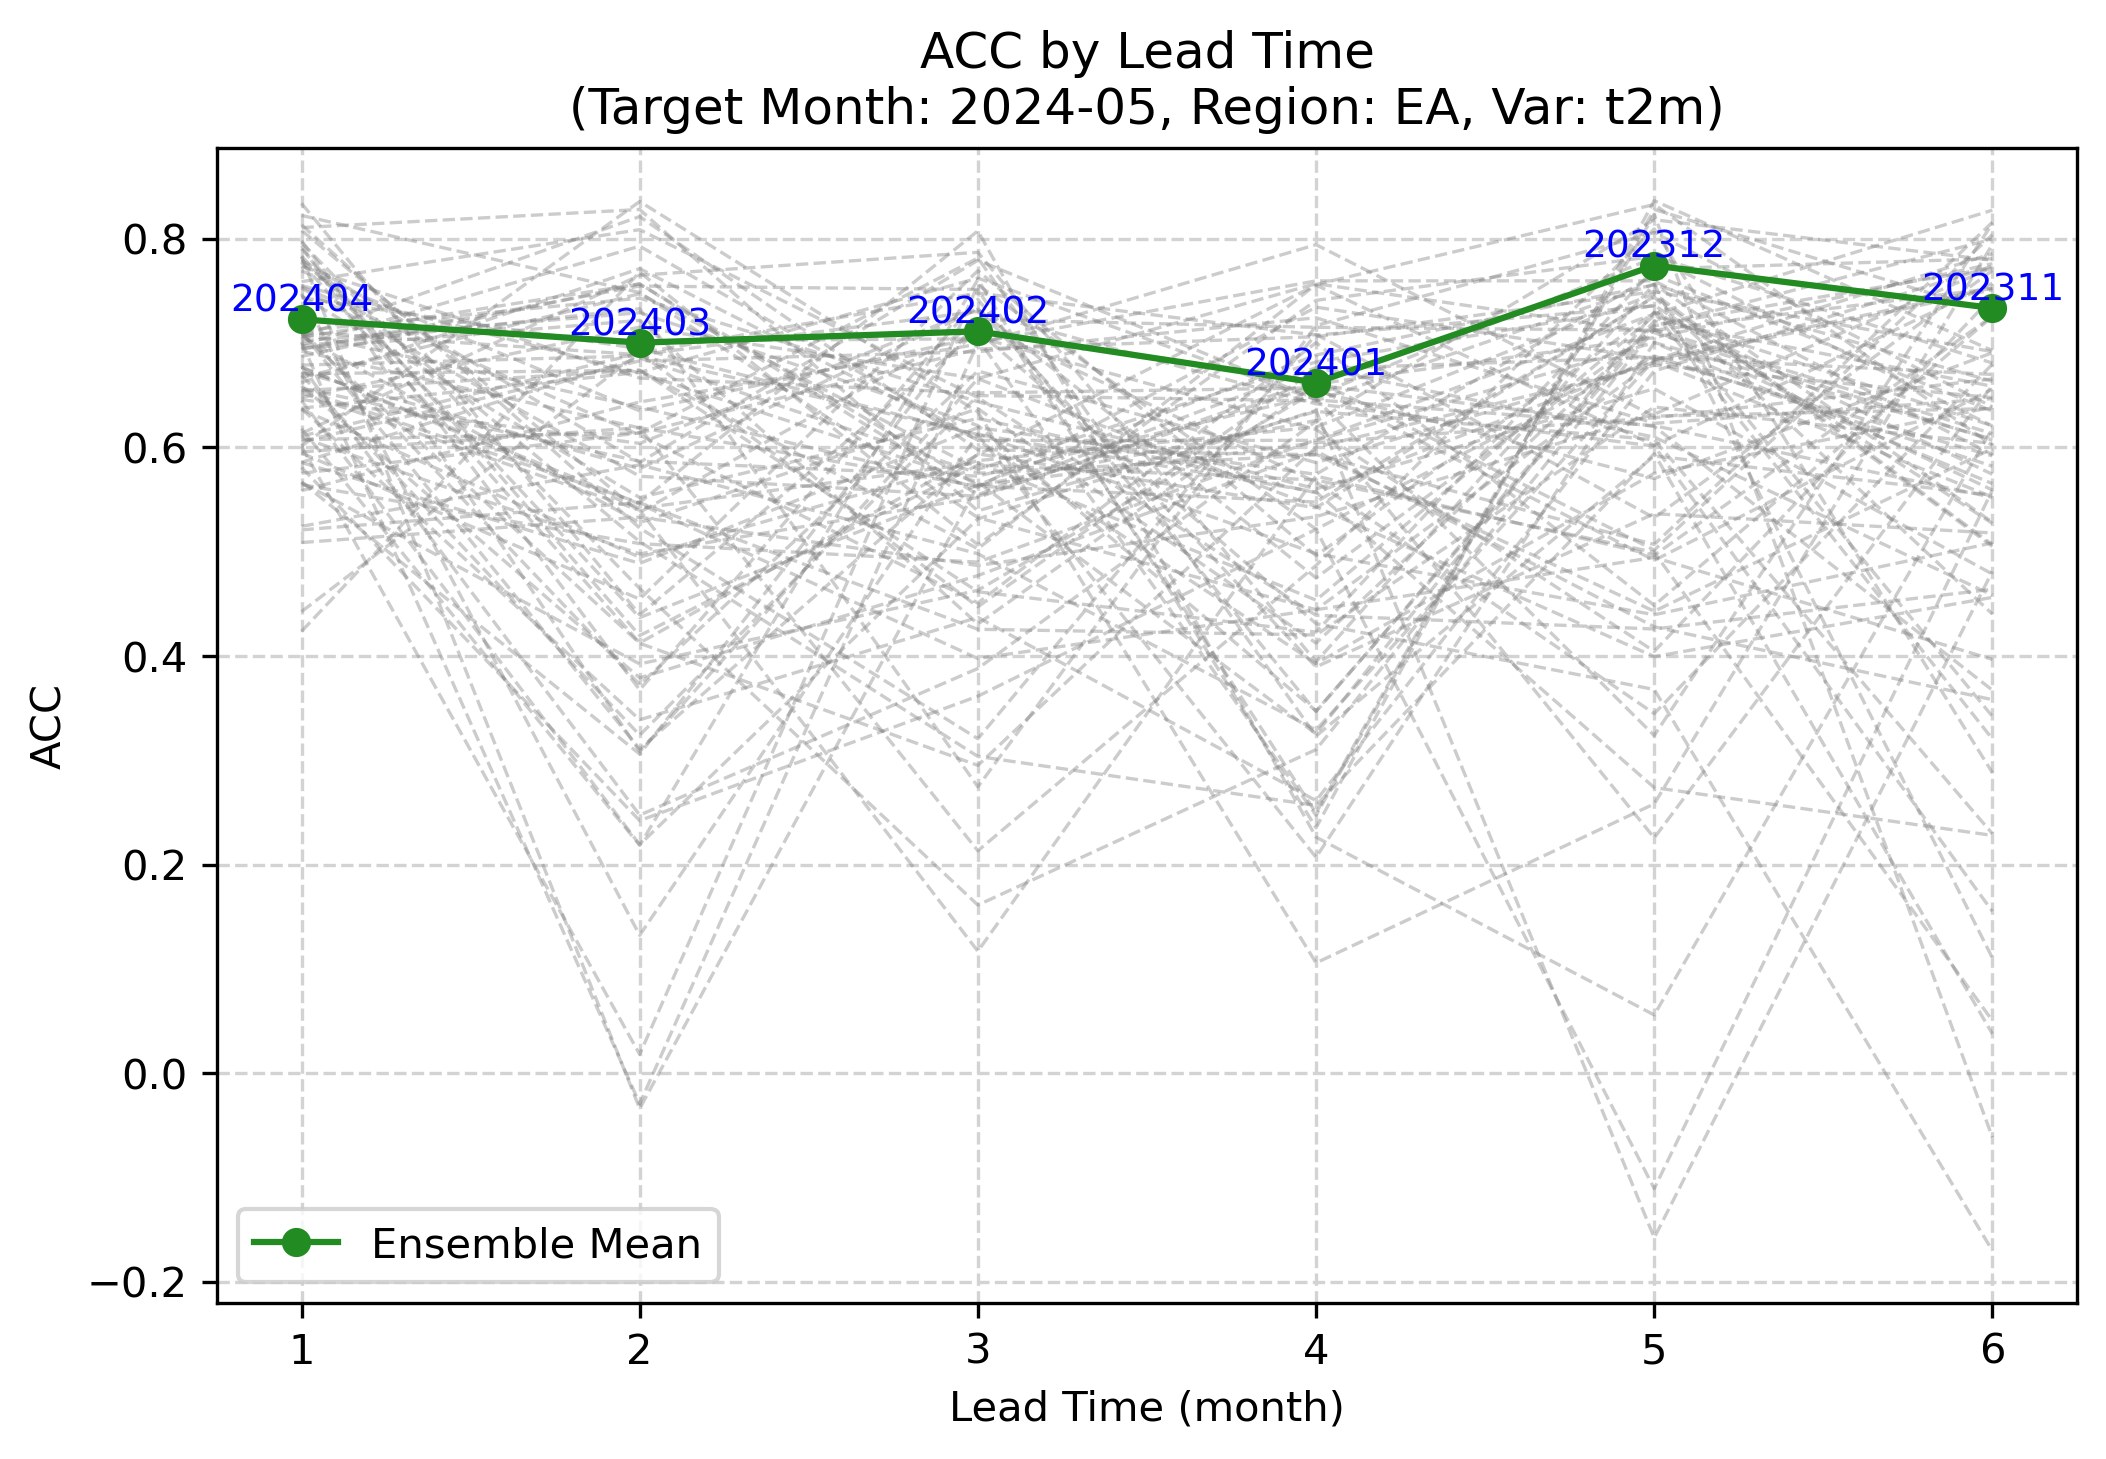 ACC by Lead Time
(Target Month: 2024-05, Region: EA, Var: t2m)
ACC
0.8
0.6
0.4
0.2
0.0
−0.2
202404
202403
202402
202401
202312
202311
Ensemble Mean
1 2 3 4 5 6
Lead Time (month)